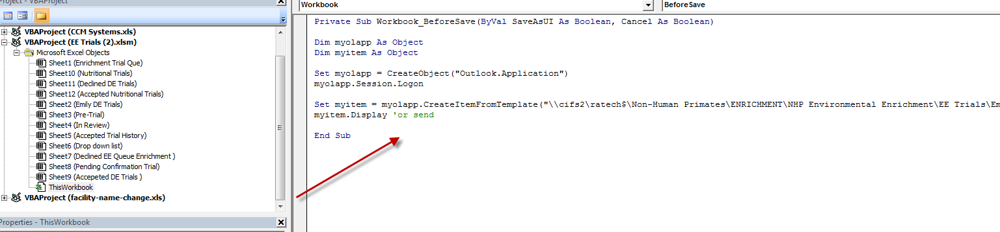 Project - VBAProject
VBAProject (CCM Systems.xls)
VBAProject (EE Trials (2).xlsm)
Microsoft Excel Objects
Sheet1 (Enrichment Trial Que)
Sheet10 (Nutritional Trials)
Sheet11 (Declined DE Trials)
Sheet12 (Accepted Nutritional Trials)
Sheet2 (Emily DE Trials)
Sheet3 (Pre-Trial)
Sheet4 (In Review)
Sheet5 (Accepted Trial History)
Sheet6 (Drop down list)
Sheet7 (Declined EE Queue Enrichment )
Sheet8 (Pending Confirmation Trial)
Sheet9 (Accepeted DE Trials )
ThisWorkbook
VBAProject (facility-name-change.xls)
Properties - ThisWorkbook
Workbook
BeforeSave
Private Sub Workbook_BeforeSave(ByVal SaveAsUI As Boolean, Cancel As Boolean)
Dim myolapp As Object
Dim myitem As Object
Set myolapp = CreateObject("Outlook.Application")
myolapp.Session.Logon
Set myitem = myolapp.CreateItemFromTemplate("\\cifs2\ratech$\Non-Human Primates\ENRICHMENT\NHP Environmental Enrichment\EE Trials\Em
myitem.Display 'or send
End Sub